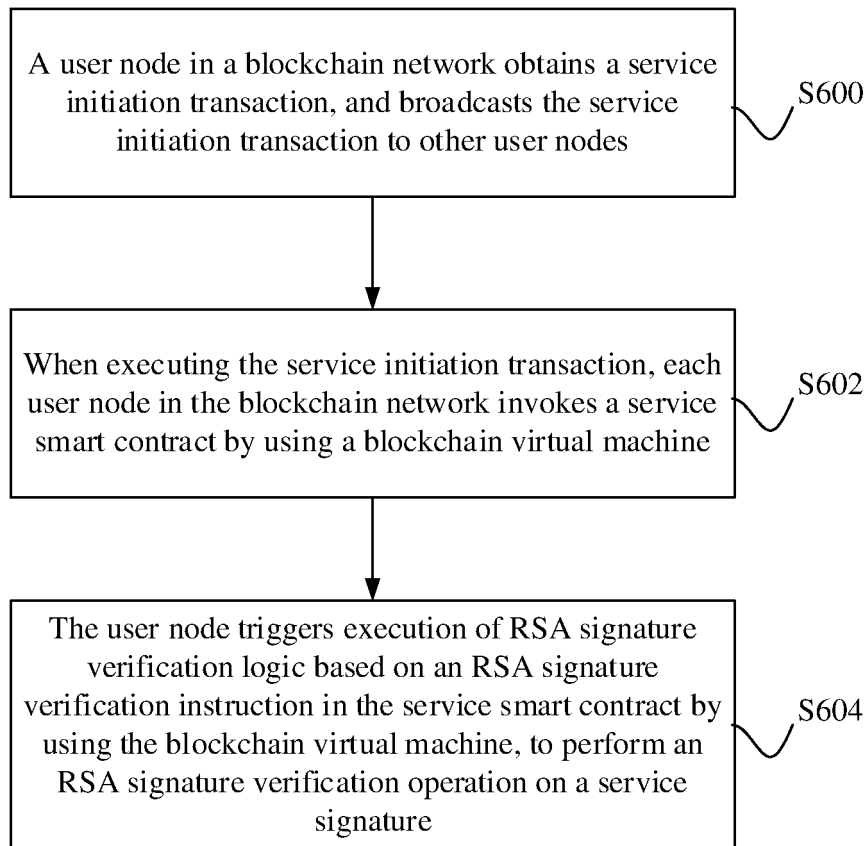 A user node in a blockchain network obtains a service
initiation transaction, and broadcasts the service
initiation transaction to other user nodes
S600
When executing the service initiation transaction, each
user node in the blockchain network invokes a service
smart contract by using a blockchain virtual machine
S602
The user node triggers execution of RSA signature
verification logic based on an RSA signature
verification instruction in the service smart contract by
using the blockchain virtual machine, to perform an
RSA signature verification operation on a service
signature
S604